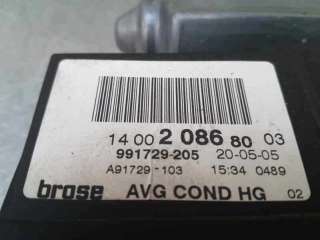 14 00 2 086 80 03
991729-205 20-05-05
A91729-103 15:34 0489
brose AVG COND HG 02